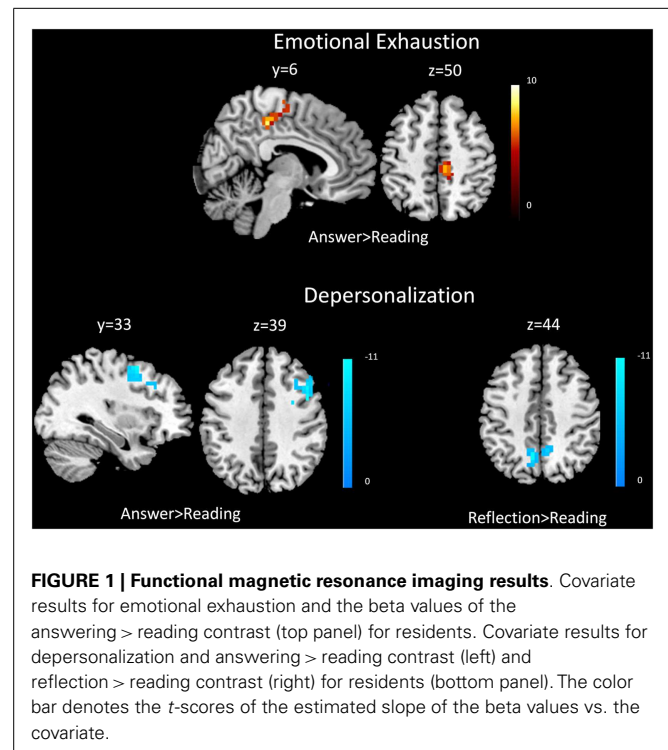 Emotional Exhaustion
y=6 z=50
10
0
Answer>Reading
Depersonalization
y=33 z=39 z=44
-11 -11
0 0
Answer>Reading Reflection>Reading
FIGURE 1 | Functional magnetic resonance imaging results. Covariate
results for emotional exhaustion and the beta values of the
answering > reading contrast (top panel) for residents. Covariate results for
depersonalization and answering > reading contrast (left) and
reflection > reading contrast (right) for residents (bottom panel). The color
bar denotes the t-scores of the estimated slope of the beta values vs. the
covariate.